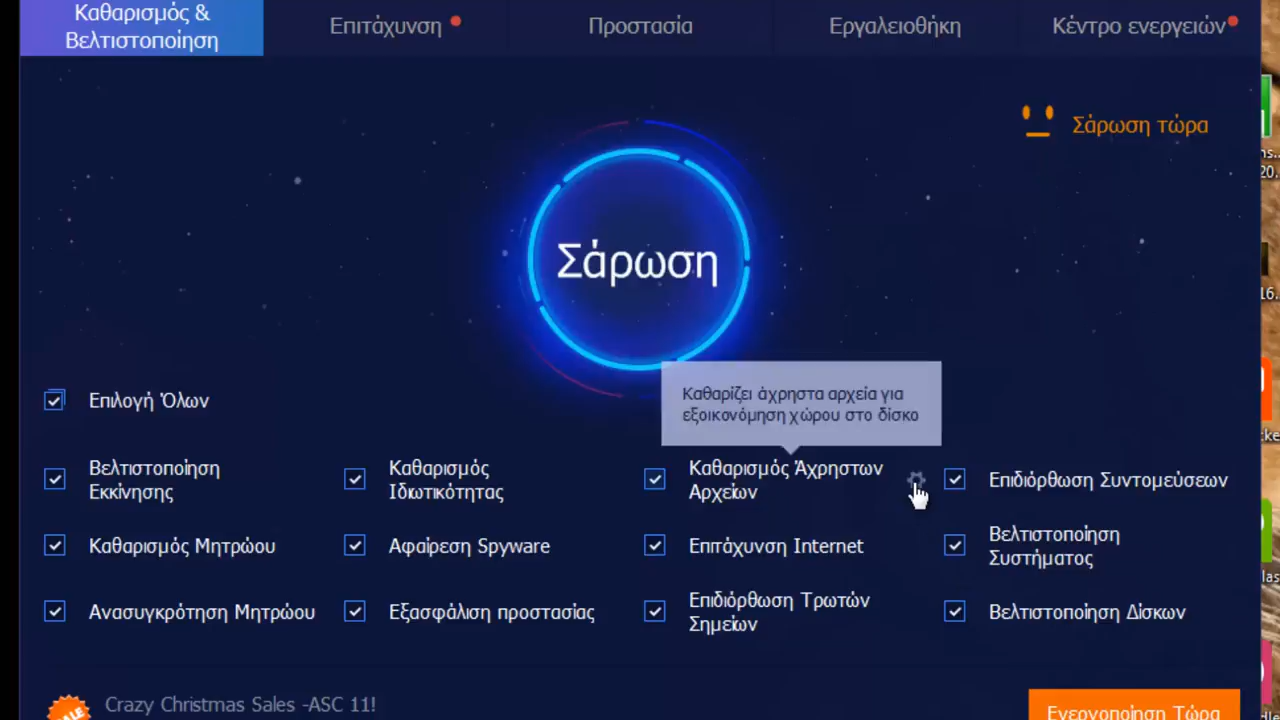 Καθαρισμός &
Βελτιστοποίηση
Επιτάχυνση
Προστασία
Εργαλειοθήκη
Κέντρο ενεργειών
Σάρωση τώρα
Σάρωση
Καθαρίζει άχρηστα αρχεία για
εξοικονόμηση χώρου στο δίσκο
Επιλογή Όλων
Βελτιστοποίηση
Εκκίνησης
Καθαρισμός
Ιδιωτικότητας
Καθαρισμός Άχρηστων
Αρχείων
Επιδιόρθωση Συντομεύσεων
Καθαρισμός Μητρώου
Αφαίρεση Spyware
Επιτάχυνση Internet
Βελτιστοποίηση
Συστήματος
Ανασυγκρότηση Μητρώου
Εξασφάλιση προστασίας
Επιδιόρθωση Τρωτών
Σημείων
Βελτιστοποίηση Δίσκων
SALE
Crazy Christmas Sales -ASC 11!
Ενεργοποίηση Τώρα